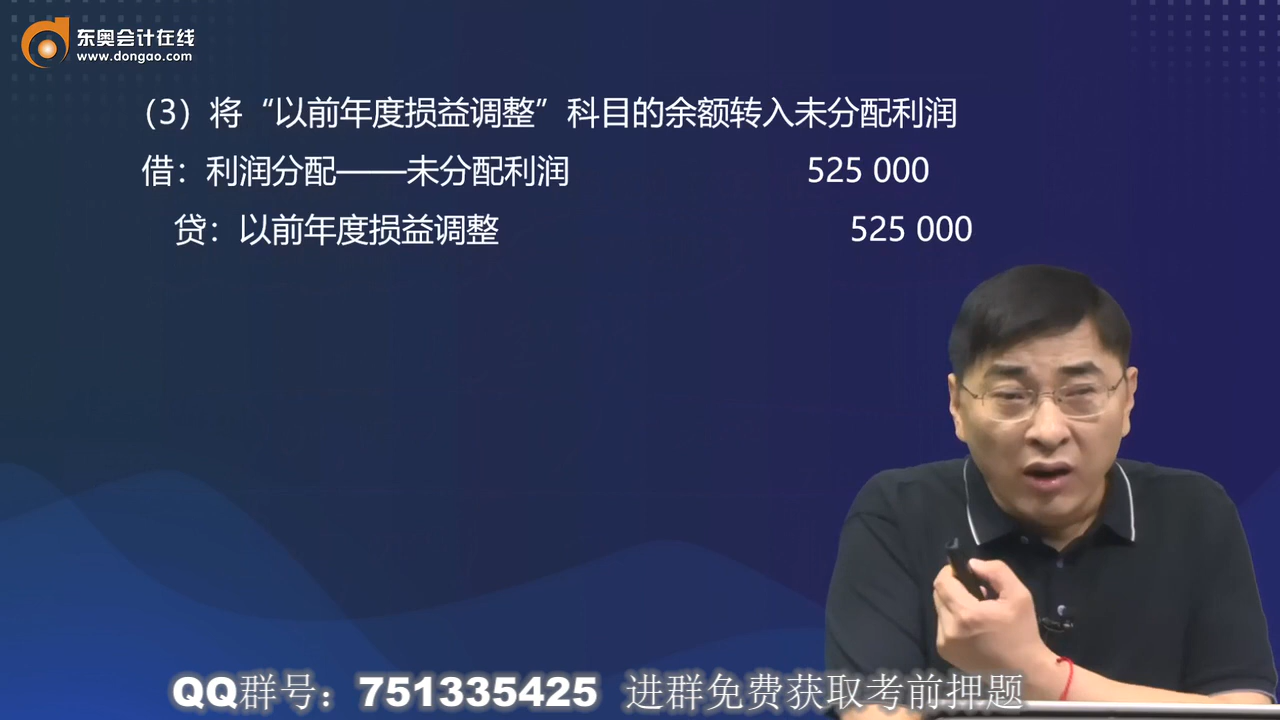 东奥会计在线
www.dongao.com
（3）将“以前年度损益调整”科目的余额转入未分配利润
借：利润分配——未分配利润 525 000
贷：以前年度损益调整 525 000
QQ群号：751335425 进群免费获取考前押题